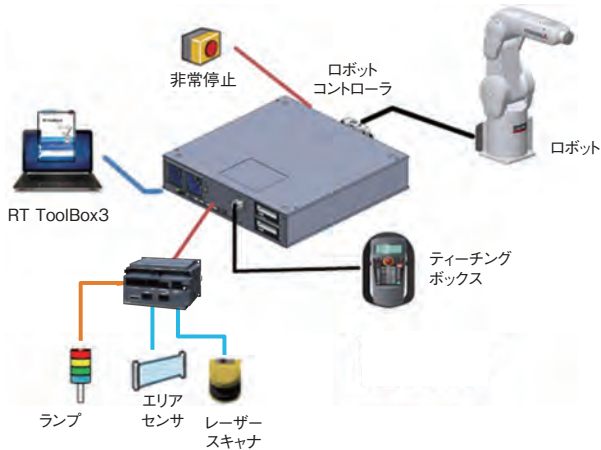 非常停止
ロボット
コントローラ
ロボット
RT ToolBox3
ティーチング
ボックス
ランプ
エリア
センサ
レーザー
スキャナ